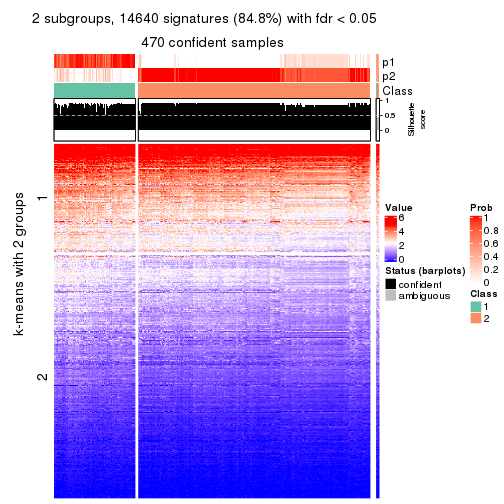 2 subgroups, 14640 signatures (84.8%) with fdr < 0.05
470 confident samples
p1
p2
Class
1
0.5
0
Silhouette
score
k-means with 2 groups
1
2
Value
6
4
2
0
Status (barplots)
confident
ambiguous
Prob
1
0.8
0.6
0.4
0.2
0
Class
1
2